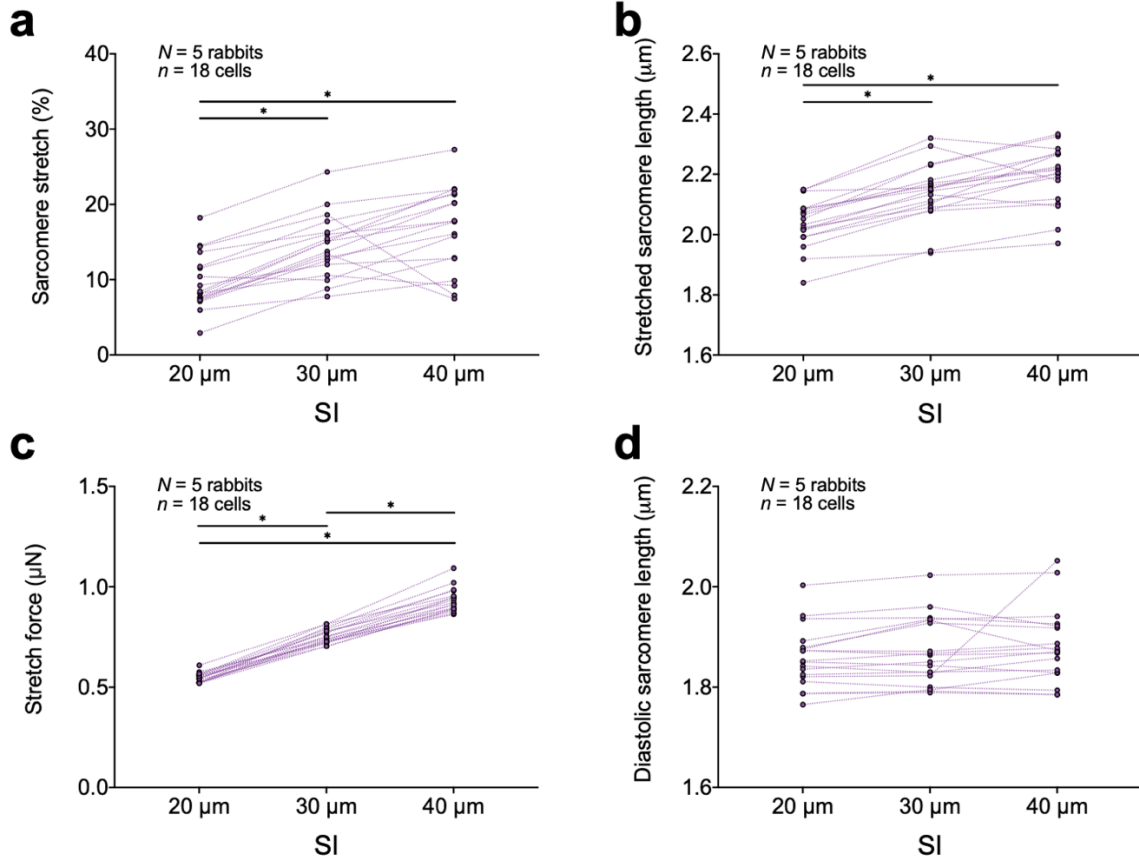 a
N = 5 rabbits
n = 18 cells
Sarcomere stretch (%)
40
30
20
10
0
*
*
20 µm
30 µm
40 µm
SI
b
N = 5 rabbits
n = 18 cells
Stretched sarcomere length (µm)
2.6
2.4
2.2
2.0
1.8
1.6
*
*
20 µm
30 µm
40 µm
SI
c
N = 5 rabbits
n = 18 cells
Stretch force (µN)
1.5
1.0
0.5
0.0
*
*
*
20 µm
30 µm
40 µm
SI
d
N = 5 rabbits
n = 18 cells
Diastolic sarcomere length (µm)
2.2
2.0
1.8
1.6
20 µm
30 µm
40 µm
SI